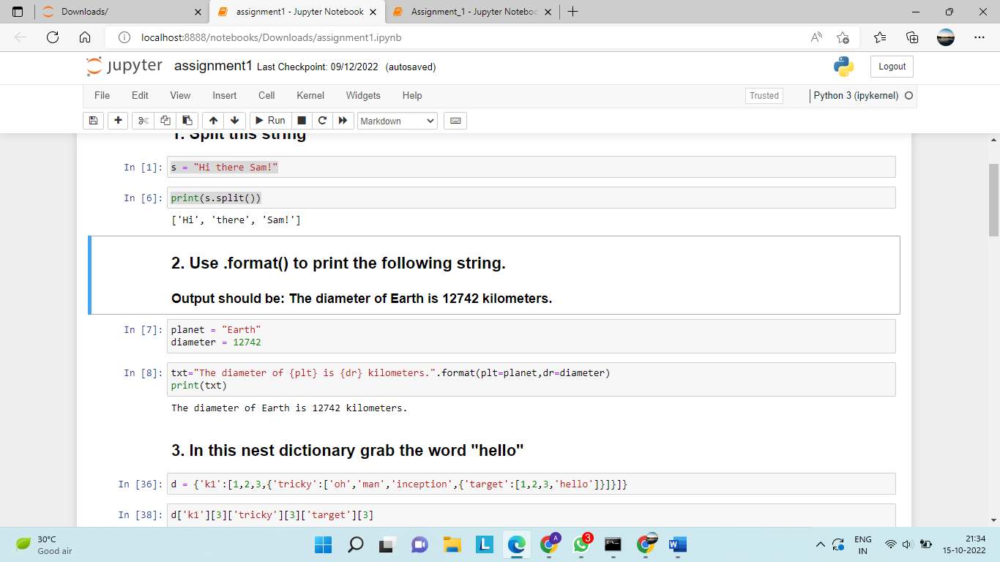 Downloads/
assignment1 - Jupyter Notebook
Assignment_1 - Jupyter Noteboo
localhost:8888/notebooks/Downloads/assignment1.ipynb
jupyter assignment1 Last Checkpoint: 09/12/2022 (autosaved)
Logout
File Edit View Insert Cell Kernel Widgets Help
Trusted
Python 3 (ipykernel)
Run
Markdown
1. Split this string
In [1]: s = "Hi there Sam!"
In [6]: print(s.split())
['Hi', 'there', 'Sam!']
2. Use .format() to print the following string.
Output should be: The diameter of Earth is 12742 kilometers.
In [7]: planet = "Earth"
diameter = 12742
In [8]: txt="The diameter of {plt} is {dr} kilometers.".format(plt=planet,dr=diameter)
print(txt)
The diameter of Earth is 12742 kilometers.
3. In this nest dictionary grab the word "hello"
In [36]: d = {'k1':[1,2,3,{'tricky':['oh','man','inception',{'target':[1,2,3,'hello']}]}]}
In [38]: d['k1'][3]['tricky'][3]['target'][3]
30°C
Good air
L
A
3
W
ENG
IN
21:34
15-10-2022